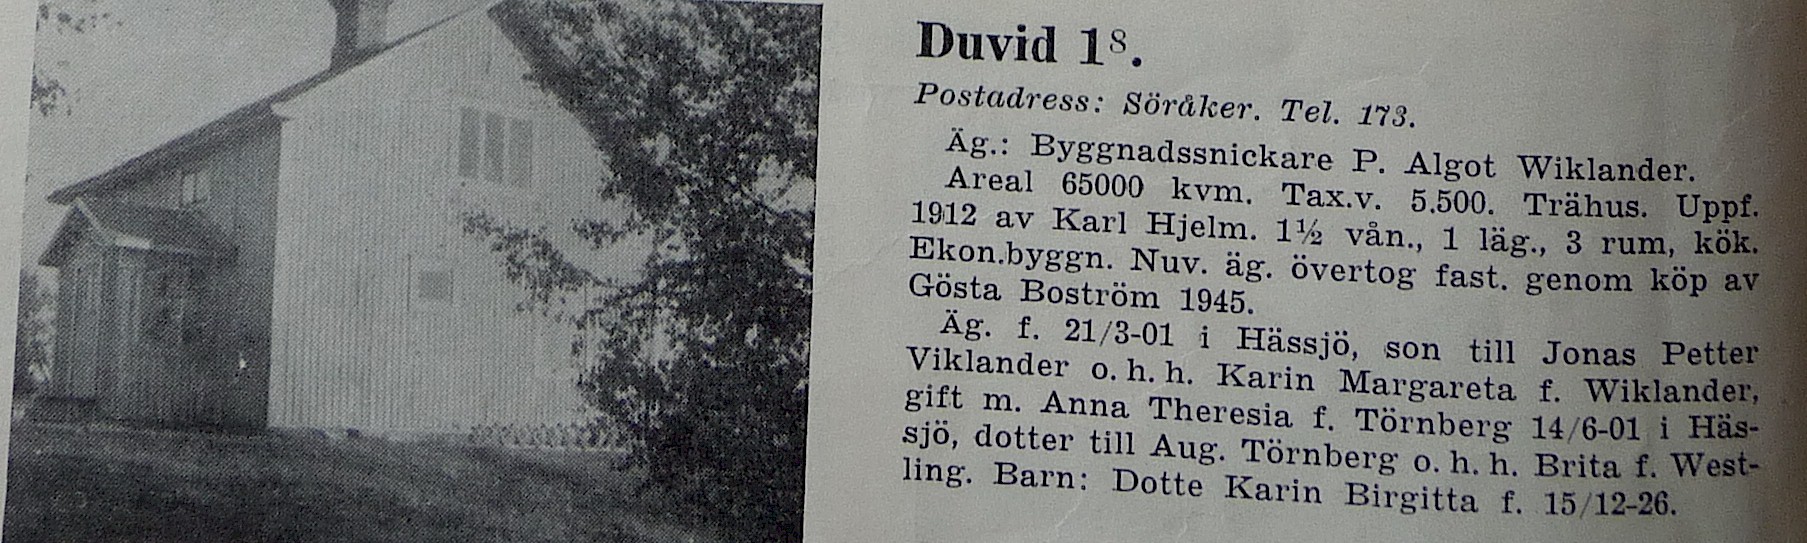 Duvid 1⁸.
Postadress: Söråker. Tel. 173.
Äg.: Byggnadssnickare P. Algot Wiklander.
Areal 65000 kvm. Tax.v. 5.500. Trähus. Uppf.
1912 av Karl Hjelm. 1½ vån., 1 läg., 3 rum, kök.
Ekon.byggn. Nuv. äg. övertog fast. genom köp av
Gösta Boström 1945.
Äg. f. 21/3-01 i Hässjö, son till Jonas Petter
Viklander o. h. h. Karin Margareta f. Wiklander,
gift m. Anna Theresia f. Törnberg 14/6-01 i Häs-
sjö, dotter till Aug. Törnberg o. h. h. Brita f. West-
ling. Barn: Dotte Karin Birgitta f. 15/12-26.